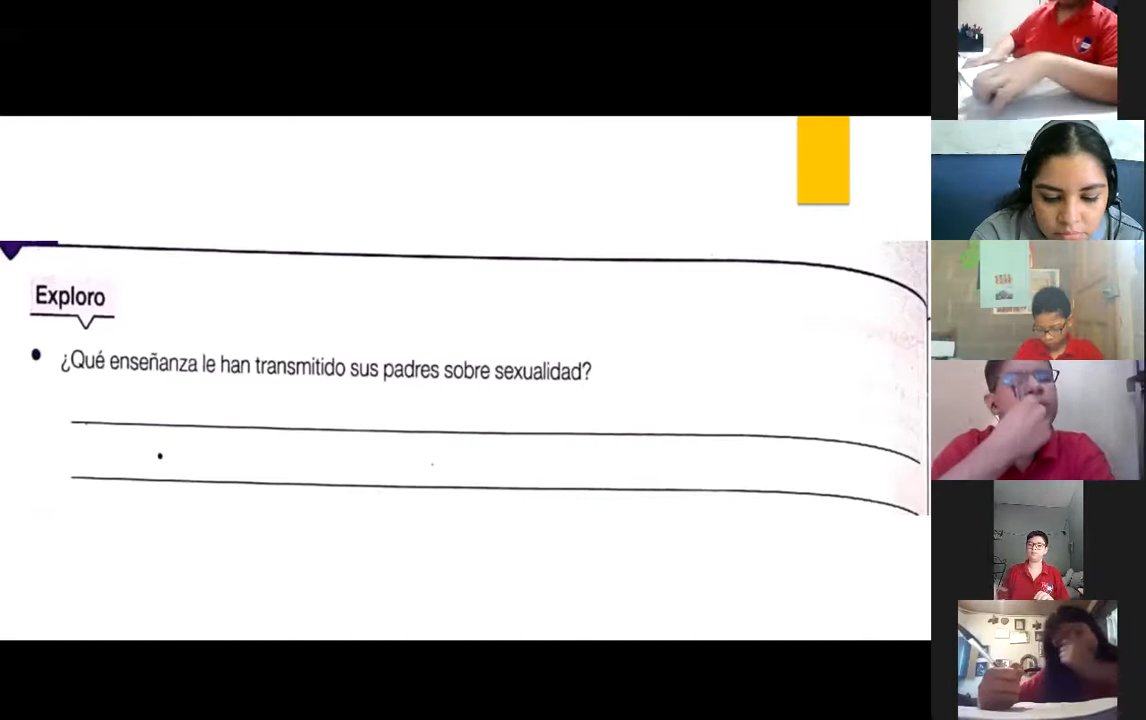 Exploro
• ¿Qué enseñanza le han transmitido sus padres sobre sexualidad?